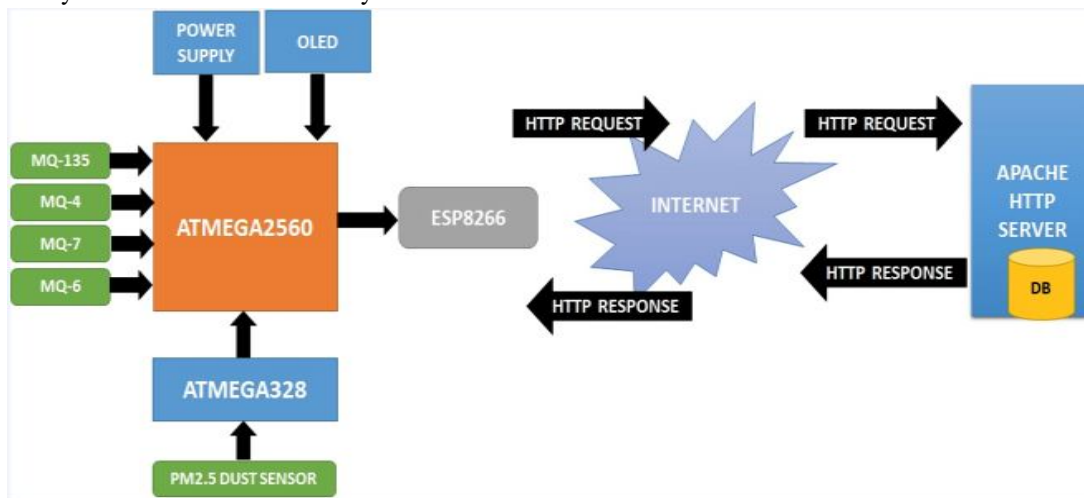 POWER
SUPPLY
OLED
MQ-135
MQ-4
MQ-7
MQ-6
ATMEGA2560
ESP8266
HTTP REQUEST
INTERNET
HTTP REQUEST
HTTP RESPONSE
HTTP RESPONSE
APACHE
HTTP
SERVER
DB
ATMEGA328
PM2.5 DUST SENSOR